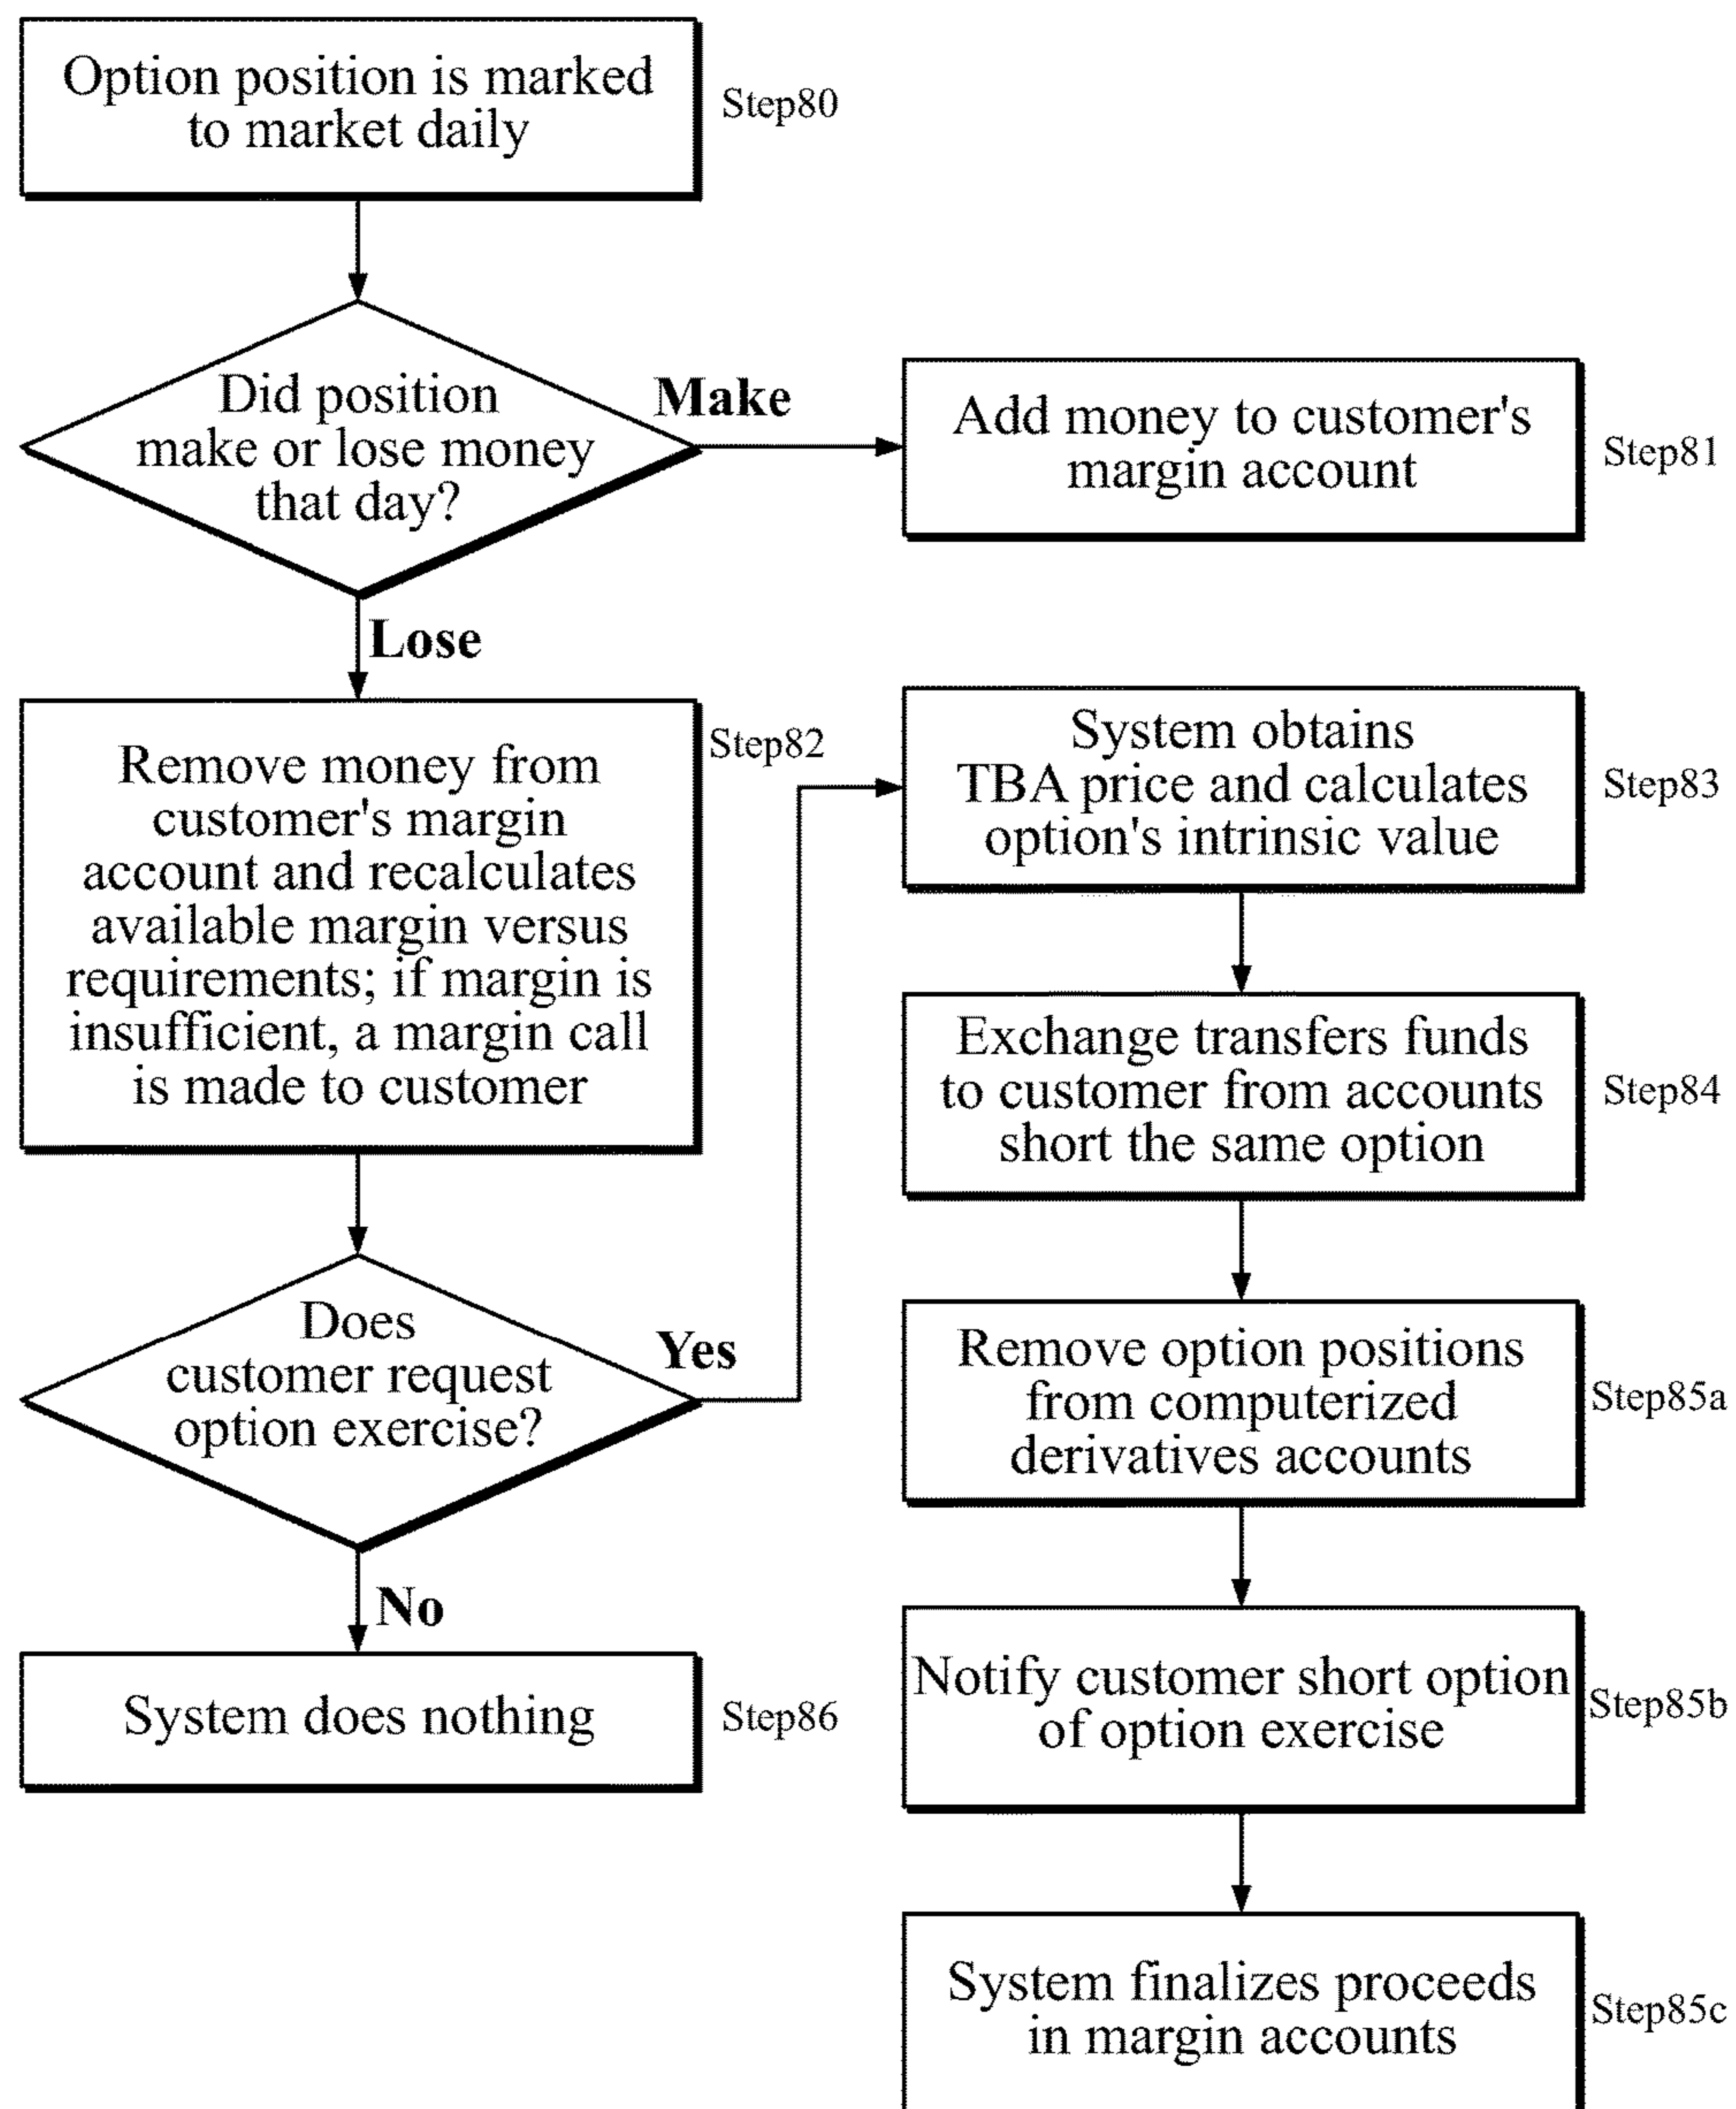 Option position is marked
to market daily
Step80
Did position
make or lose money
that day?
Make
Add money to customer's
margin account
Step81
Lose
Remove money from
customer's margin
account and recalculates
available margin versus
requirements; if margin is
insufficient, a margin call
is made to customer
Step82
System obtains
TBA price and calculates
option's intrinsic value
Step83
Exchange transfers funds
to customer from accounts
short the same option
Step84
Does
customer request
option exercise?
Yes
Remove option positions
from computerized
derivatives accounts
Step85a
No
System does nothing
Step86
Notify customer short option
of option exercise
Step85b
System finalizes proceeds
in margin accounts
Step85c